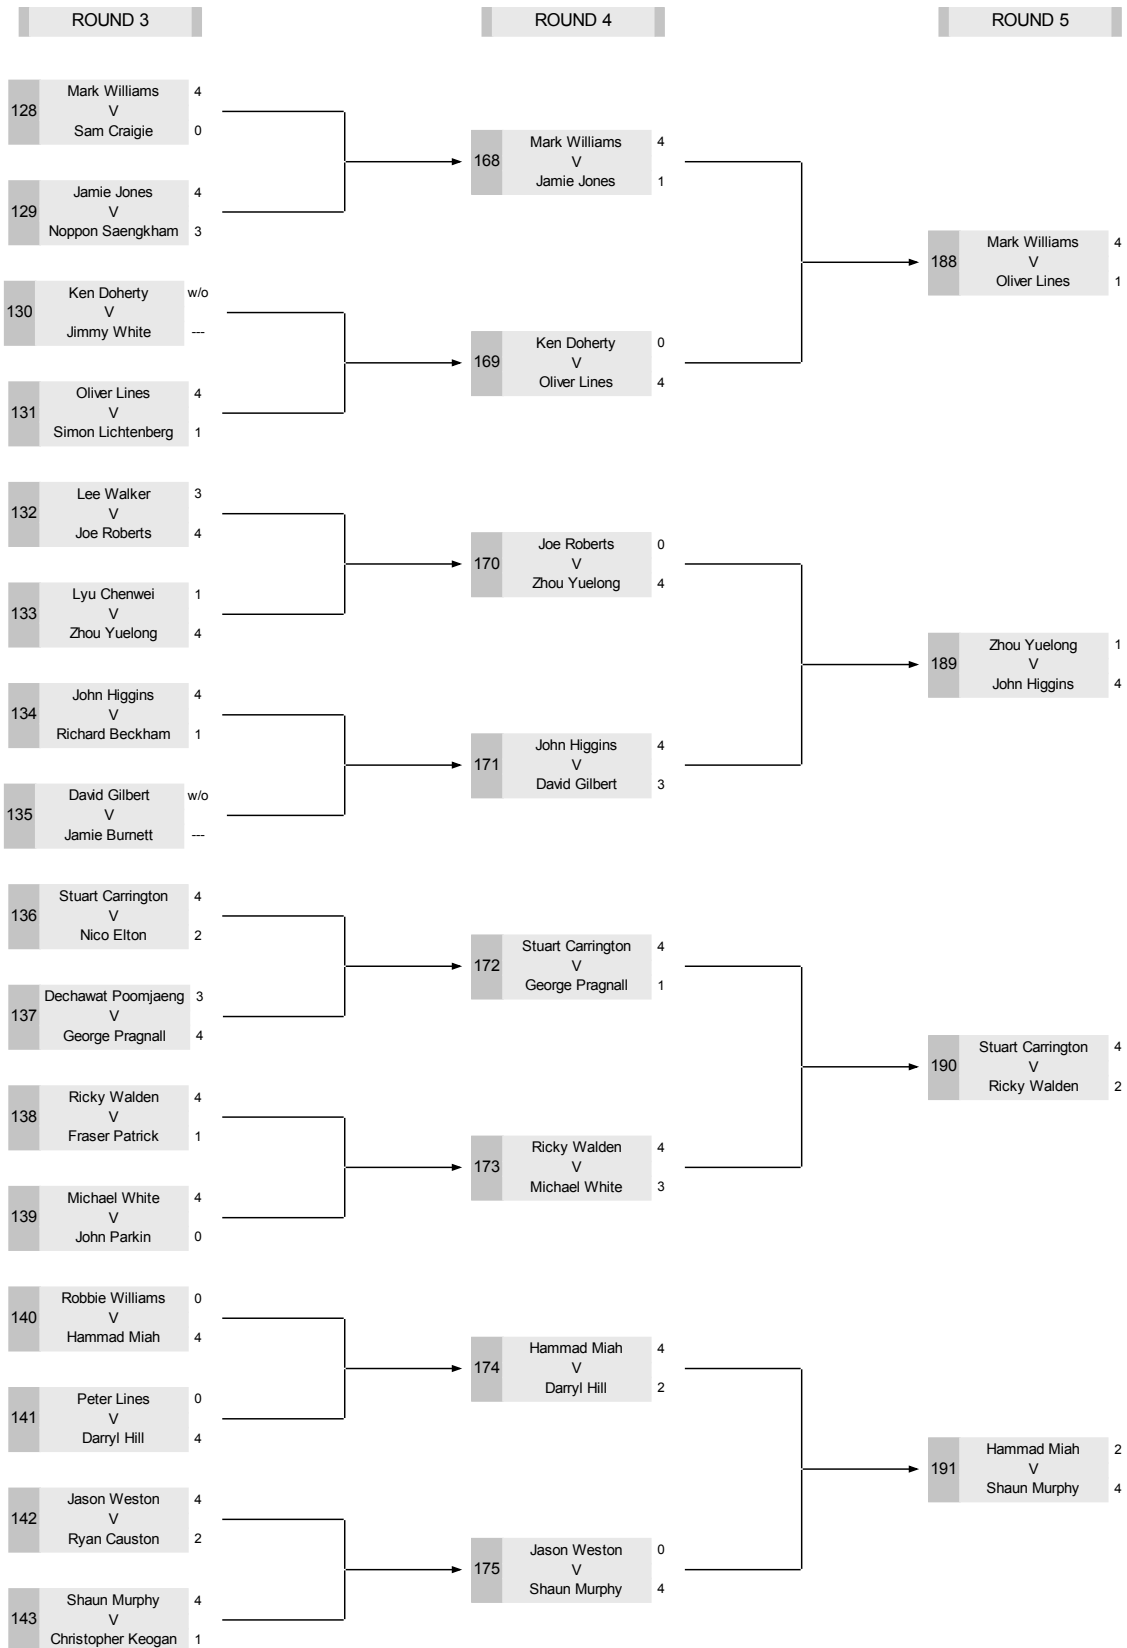 ROUND 3
ROUND 4
ROUND 5
128
Mark Williams 4
V
Sam Craigie 0
129
Jamie Jones 4
V
Noppon Saengkham 3
130
Ken Doherty w/o
V
Jimmy White ---
131
Oliver Lines 4
V
Simon Lichtenberg 1
132
Lee Walker 3
V
Joe Roberts 4
133
Lyu Chenwei 1
V
Zhou Yuelong 4
134
John Higgins 4
V
Richard Beckham 1
135
David Gilbert w/o
V
Jamie Burnett ---
136
Stuart Carrington 4
V
Nico Elton 2
137
Dechawat Poomjaeng 3
V
George Pragnall 4
138
Ricky Walden 4
V
Fraser Patrick 1
139
Michael White 4
V
John Parkin 0
140
Robbie Williams 0
V
Hammad Miah 4
141
Peter Lines 0
V
Darryl Hill 4
142
Jason Weston 4
V
Ryan Causton 2
143
Shaun Murphy 4
V
Christopher Keogan 1
168
Mark Williams 4
V
Jamie Jones 1
169
Ken Doherty 0
V
Oliver Lines 4
170
Joe Roberts 0
V
Zhou Yuelong 4
171
John Higgins 4
V
David Gilbert 3
172
Stuart Carrington 4
V
George Pragnall 1
173
Ricky Walden 4
V
Michael White 3
174
Hammad Miah 4
V
Darryl Hill 2
175
Jason Weston 0
V
Shaun Murphy 4
188
Mark Williams 4
V
Oliver Lines 1
189
Zhou Yuelong 1
V
John Higgins 4
190
Stuart Carrington 4
V
Ricky Walden 2
191
Hammad Miah 2
V
Shaun Murphy 4